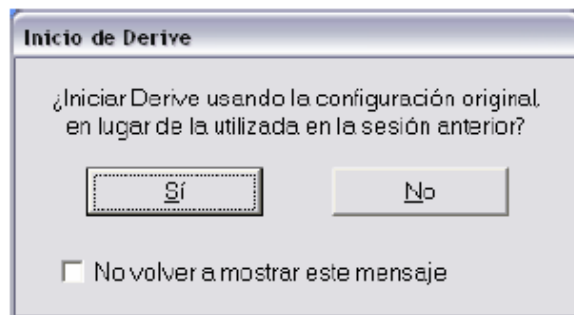 Inicio de Derive
¿Iniciar Derive usando la configuración original,
en lugar de la utilizada en la sesión anterior?
Sí No
No volver a mostrar este mensaje